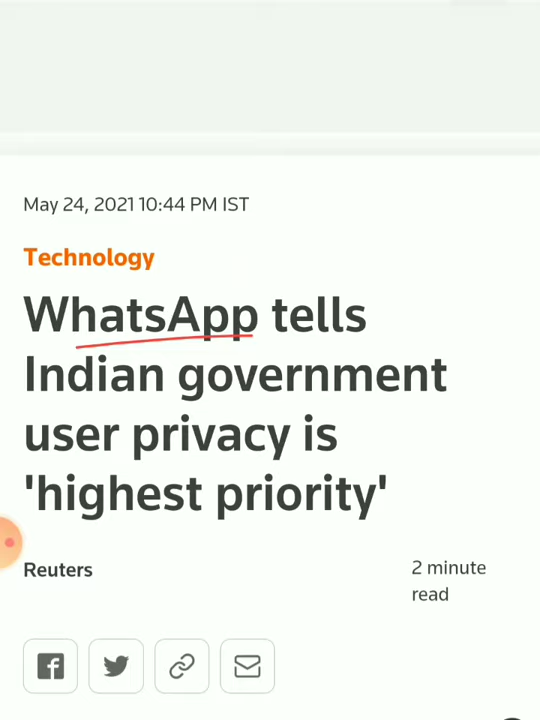 May 24, 2021 10:44 PM IST
Technology
WhatsApp tells
Indian government
user privacy is
'highest priority'
Reuters
2 minute
read